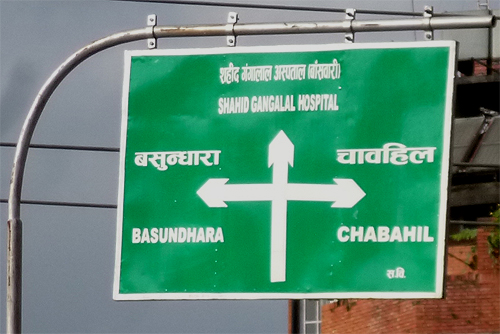 शहीद गंगालाल अस्पताल (बाँसबारी)
SHAHID GANGALAL HOSPITAL
बसुन्धारा
चावहिल
BASUNDHARA
CHABAHIL
स.वि.